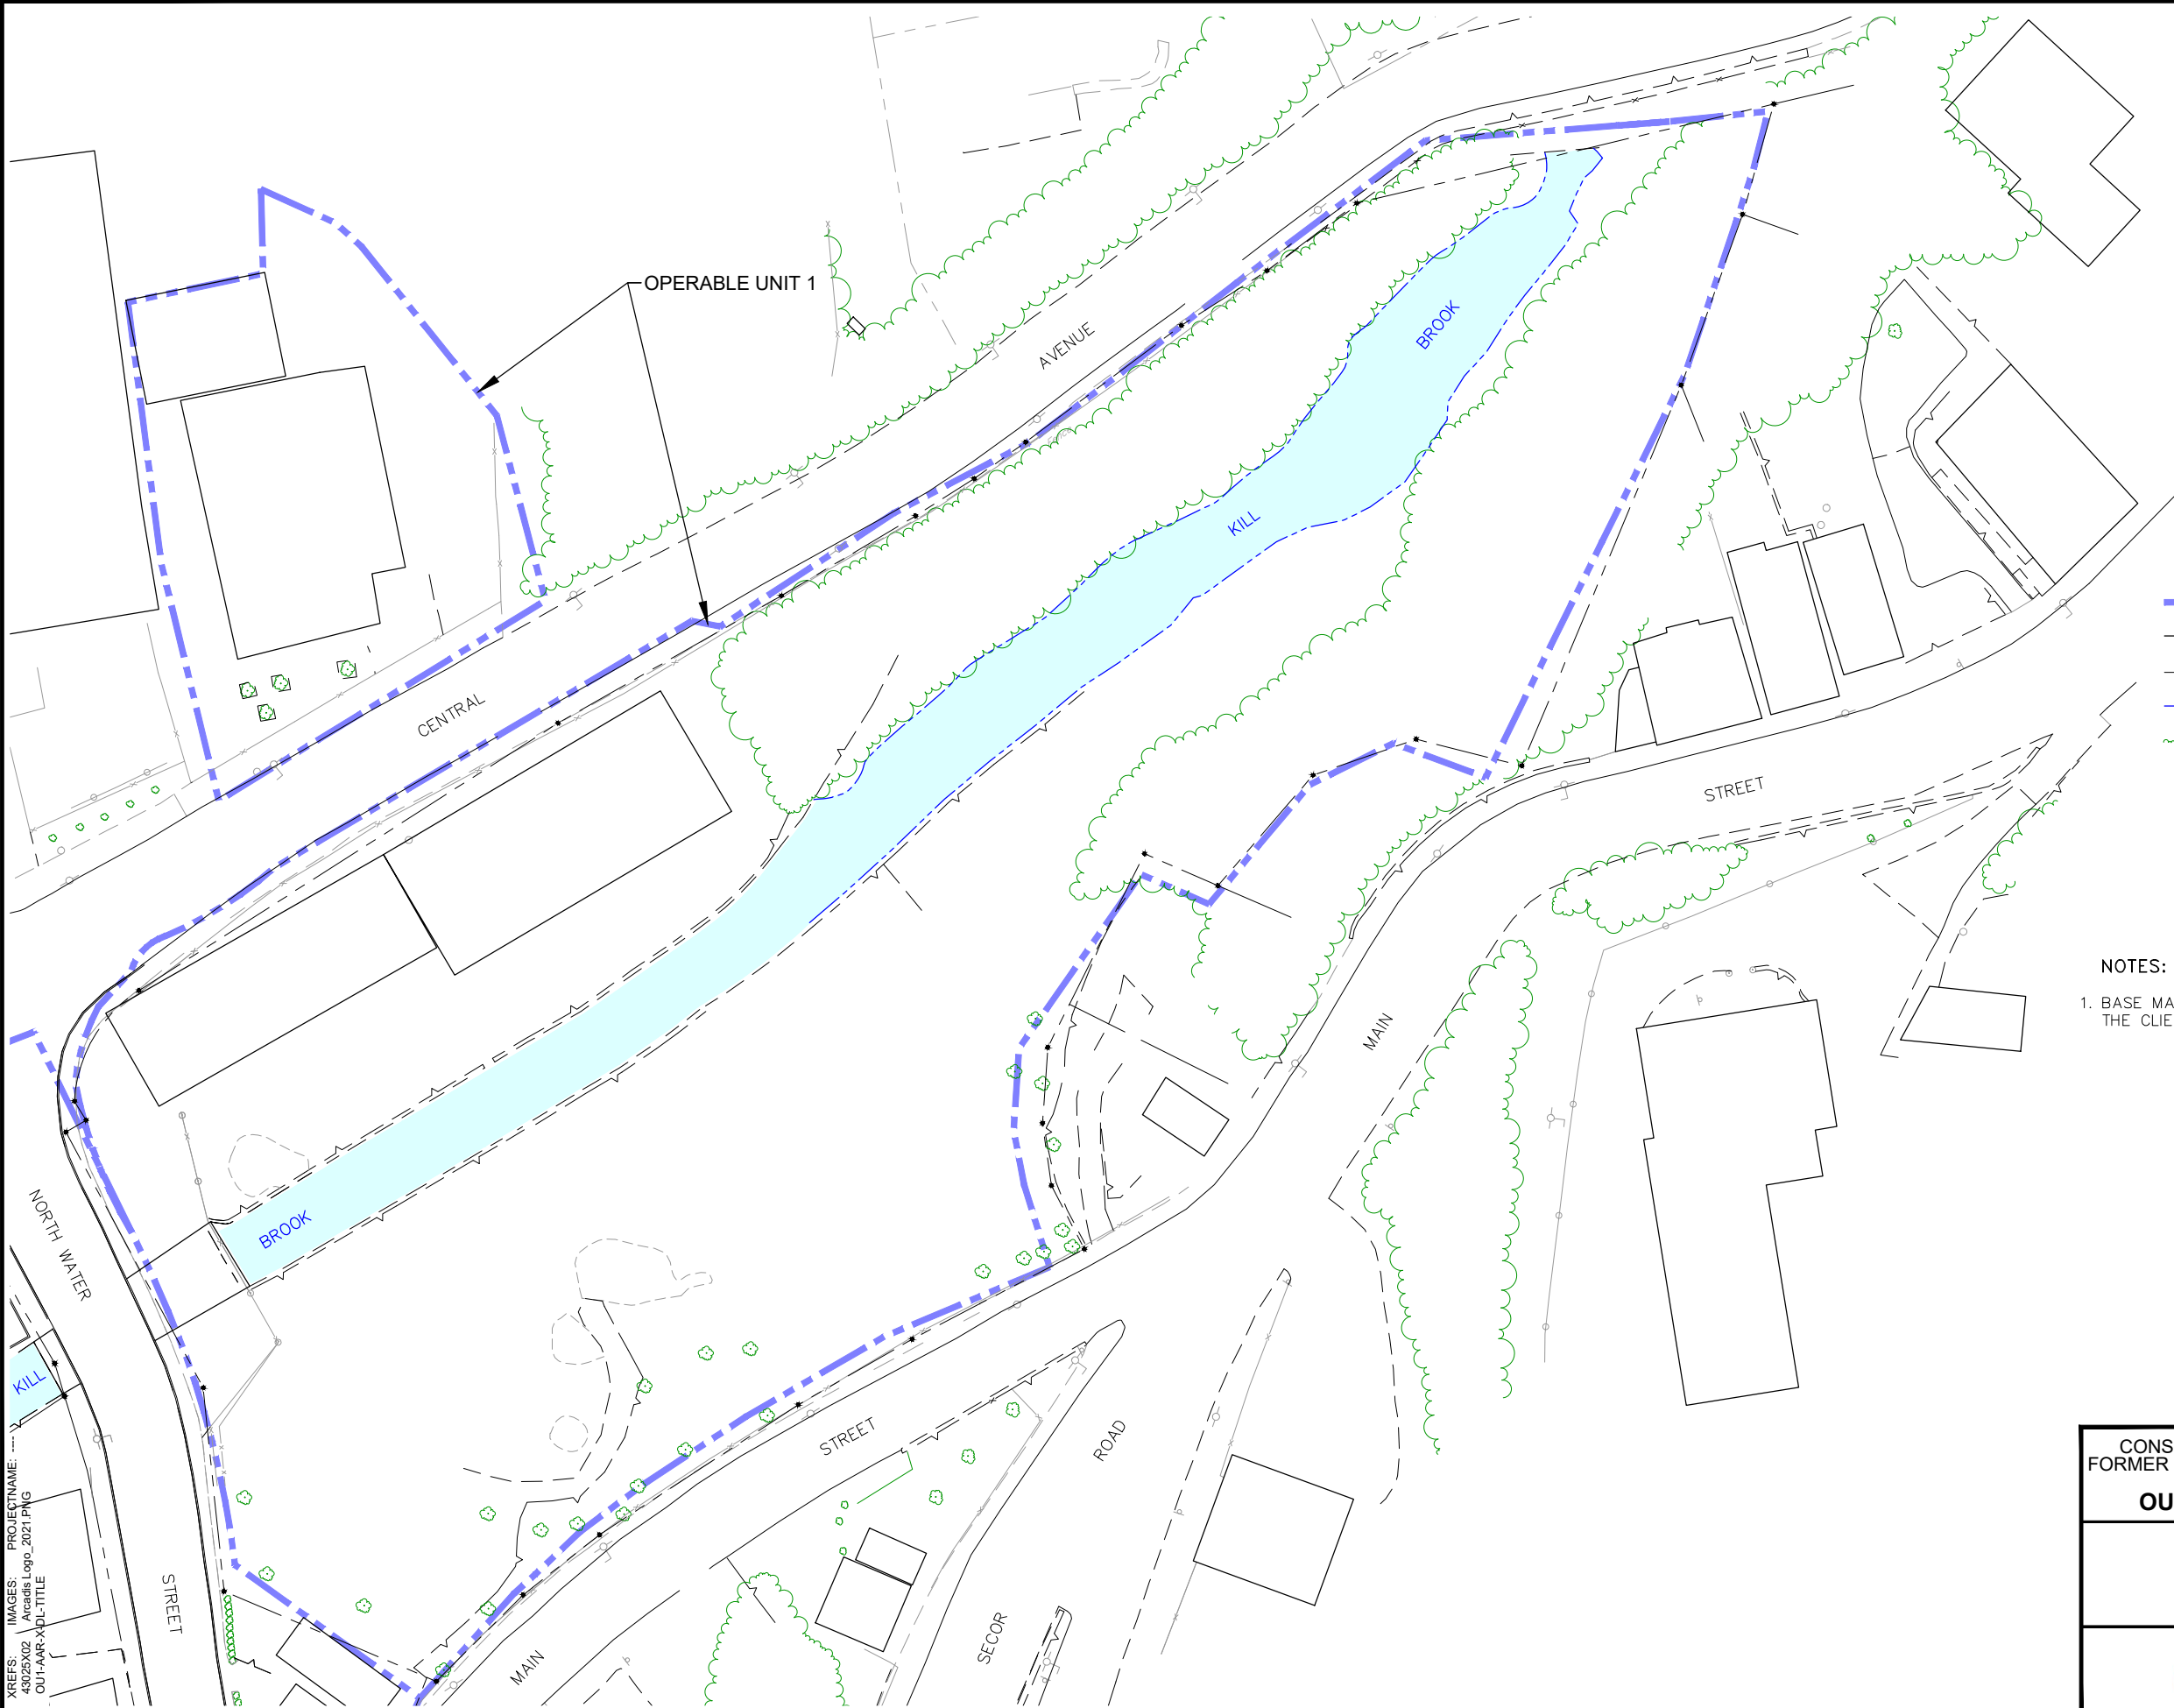 OPERABLE UNIT 1
AVENUE
BROOK
KILL
CENTRAL
STREET
MAIN
NOTES:
1. BASE MA
THE CLIE
BROOK
NORTH WATER
KILL
STREET
ROAD
STREET
MAIN
SECOR
CONS
FORMER
OU
XREFS: IMAGES: PROJECTNAME: ----
43025X02 Arcadis Logo_2021.PNG
OU1-AAR-X-DL-TITLE